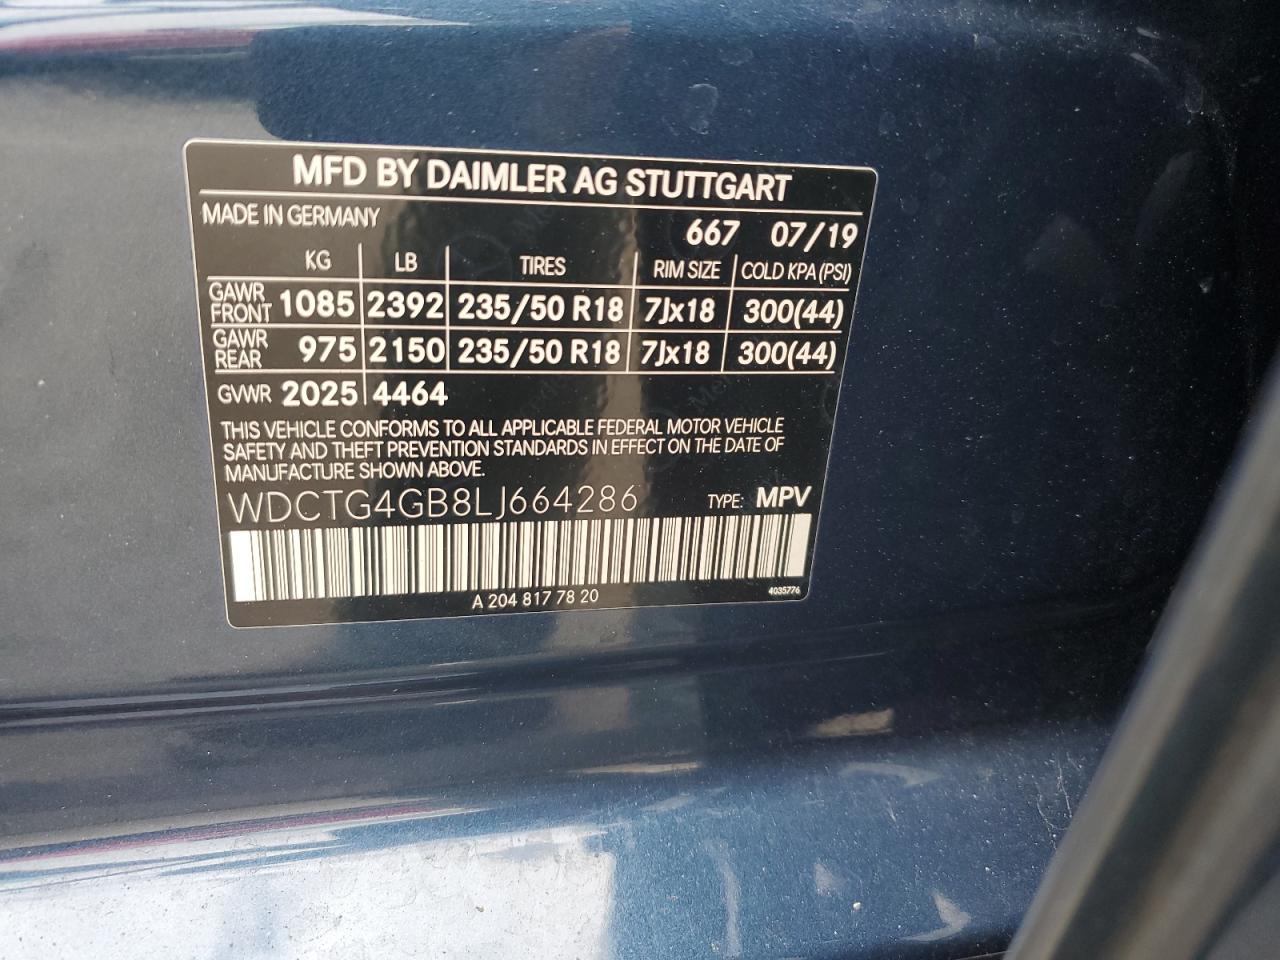 MFD BY DAIMLER AG STUTTGART
MADE IN GERMANY
667 07/19
KG LB TIRES RIM SIZE COLD KPA (PSI)
GAWR FRONT 1085 2392 235/50 R18 7Jx18 300(44)
GAWR REAR 975 2150 235/50 R18 7Jx18 300(44)
GVWR 2025 4464
THIS VEHICLE CONFORMS TO ALL APPLICABLE FEDERAL MOTOR VEHICLE
SAFETY AND THEFT PREVENTION STANDARDS IN EFFECT ON THE DATE OF
MANUFACTURE SHOWN ABOVE.
WDCTG4GB8LJ664286 TYPE: MPV
A 204 817 78 20
4035776